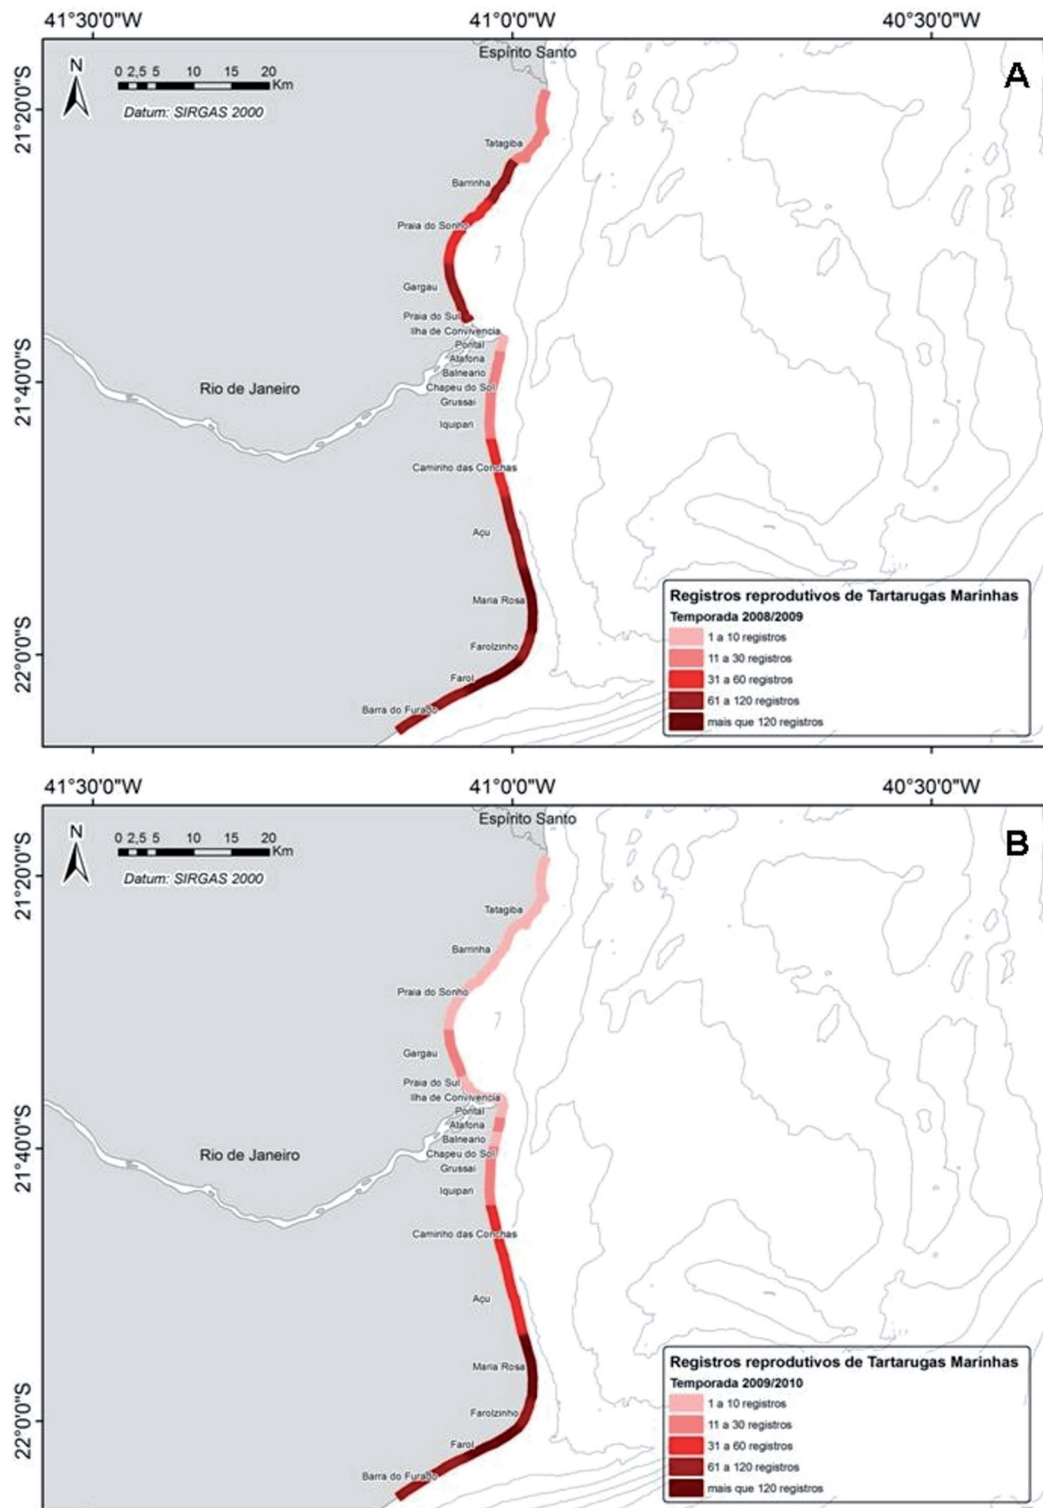 41°30'0"W 41°0'0"W 40°30'0"W
Espírito Santo
A
N
0 2,5 5 10 15 20
Km
Datum: SIRGAS 2000
21°20'0"S
Tatagiba
Barrinha
Praia do Sonho
Gargau
Praia do Sul
Ilha de Convivencia
Pontal
Atafona
Balneario
Chapeu do Sol
Grussai
Iquipari
21°40'0"S
Rio de Janeiro
Caminho das Conchas
Açu
Maria Rosa
Farolzinho
Farol
Barra do Furado
22°0'0"S
Registros reprodutivos de Tartarugas Marinhas
Temporada 2008/2009
1 a 10 registros
11 a 30 registros
31 a 60 registros
61 a 120 registros
mais que 120 registros
41°30'0"W 41°0'0"W 40°30'0"W
Espírito Santo
B
N
0 2,5 5 10 15 20
Km
Datum: SIRGAS 2000
21°20'0"S
Tatagiba
Barrinha
Praia do Sonho
Gargau
Praia do Sul
Ilha de Convivencia
Pontal
Atafona
Balneario
Chapeu do Sol
Grussai
Iquipari
21°40'0"S
Rio de Janeiro
Caminho das Conchas
Açu
Maria Rosa
Farolzinho
Farol
Barra do Furado
22°0'0"S
Registros reprodutivos de Tartarugas Marinhas
Temporada 2009/2010
1 a 10 registros
11 a 30 registros
31 a 60 registros
61 a 120 registros
mais que 120 registros